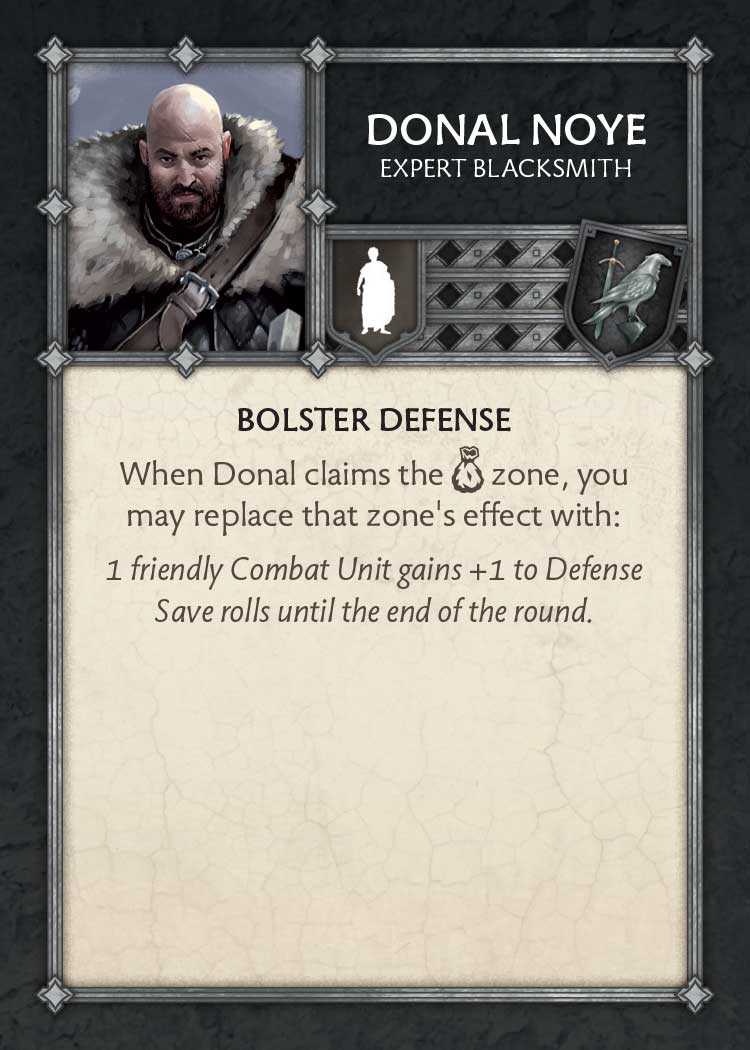 DONAL NOYE
EXPERT BLACKSMITH
BOLSTER DEFENSE
When Donal claims the zone, you
may replace that zone's effect with:
1 friendly Combat Unit gains +1 to Defense
Save rolls until the end of the round.